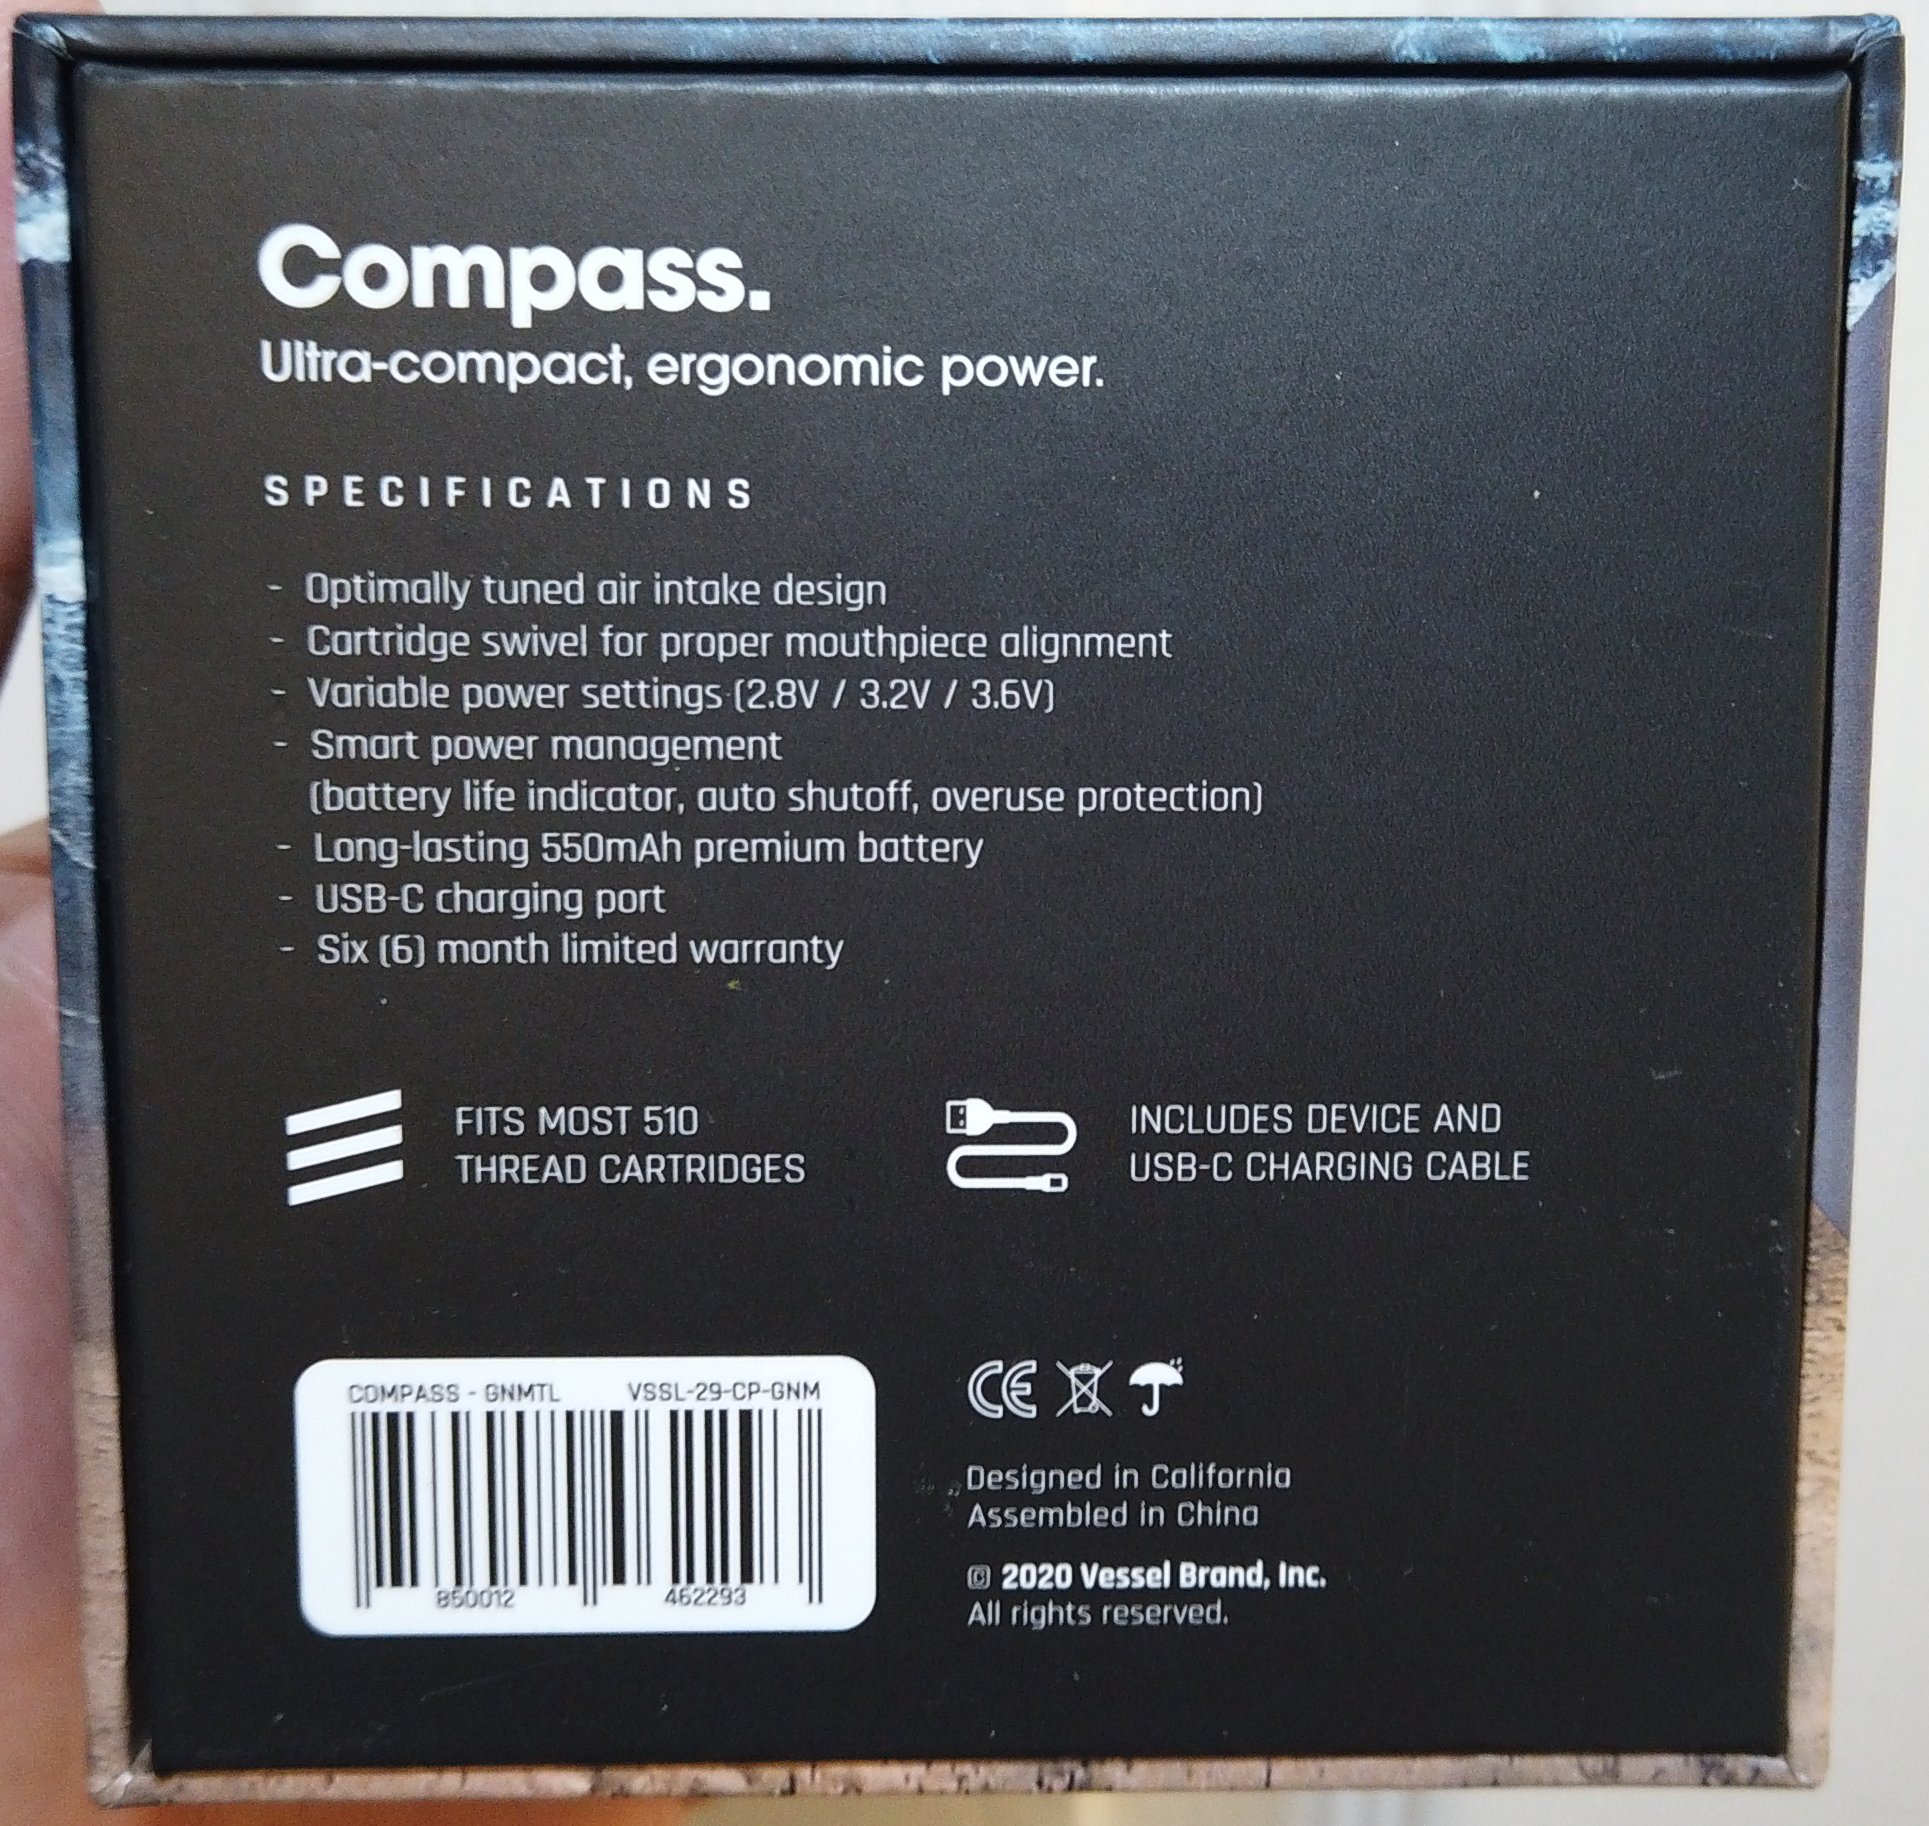 Compass.
Ultra-compact, ergonomic power.
SPECIFICATIONS
- Optimally tuned air intake design
- Cartridge swivel for proper mouthpiece alignment
- Variable power settings (2.8V / 3.2V / 3.6V)
- Smart power management
(battery life indicator, auto shutoff, overuse protection)
- Long-lasting 550mAh premium battery
- USB-C charging port
- Six (6) month limited warranty
FITS MOST 510
THREAD CARTRIDGES
INCLUDES DEVICE AND
USB-C CHARGING CABLE
COMPASS - GNMTL VSSL-29-CP-GNM
850012 462293
CE
Designed in California
Assembled in China
© 2020 Vessel Brand, Inc.
All rights reserved.